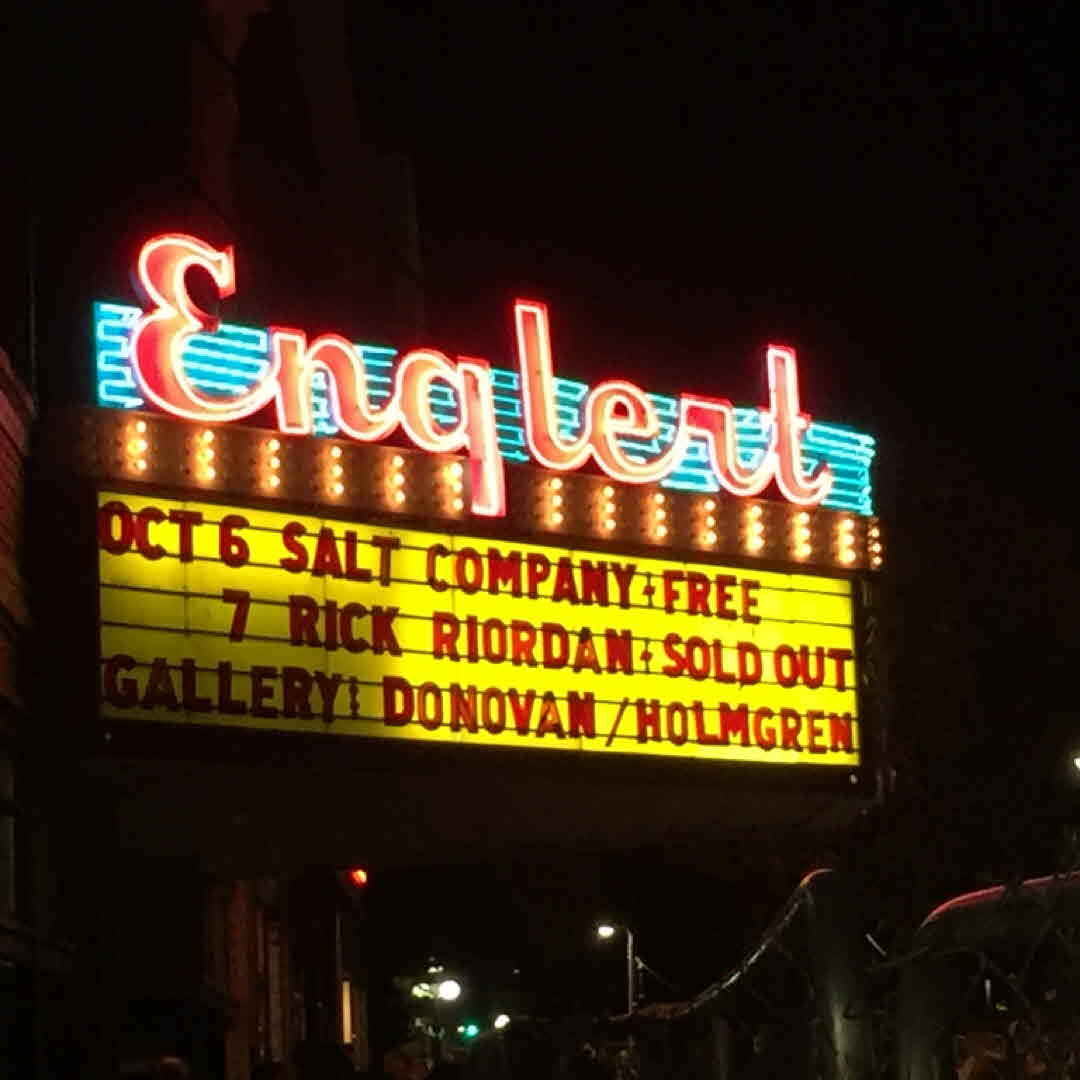 Englert
OCT 6 SALT COMPANY-FREE
7 RICK RIORDAN-SOLD OUT
GALLERY: DONOVAN/HOLMGREN